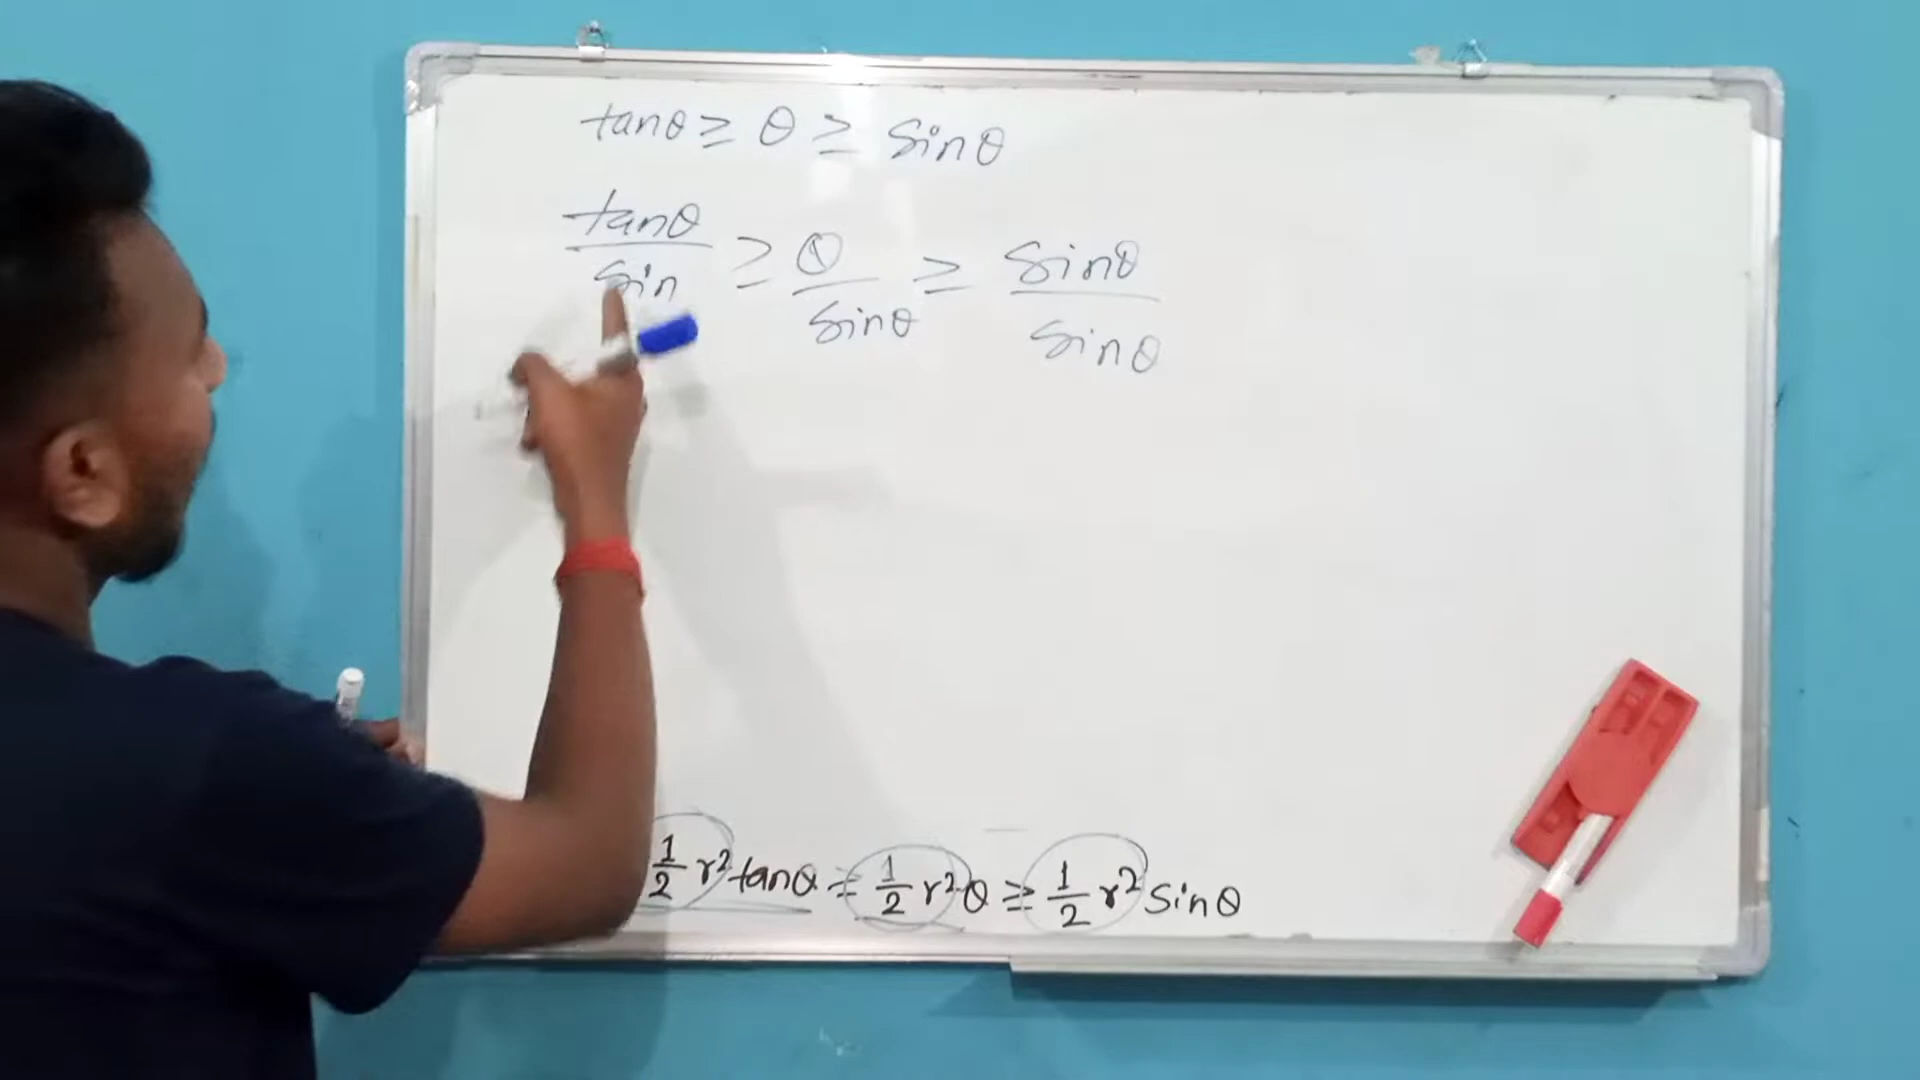 tanθ ≥ θ ≥ sinθ
tanθ/sin ≥ θ/sinθ ≥ sinθ/sinθ
1/2 r² tanθ ≥ 1/2 r² θ ≥ 1/2 r² sinθ